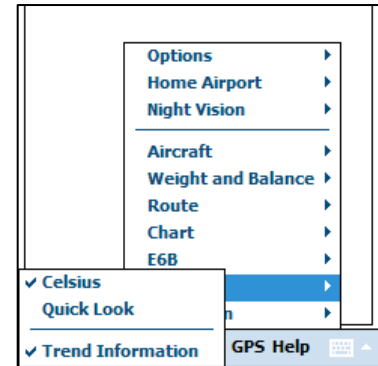 Options
Home Airport
Night Vision
Aircraft
Weight and Balance
Route
Chart
E6B
Celsius
Quick Look
Trend Information
GPS Help